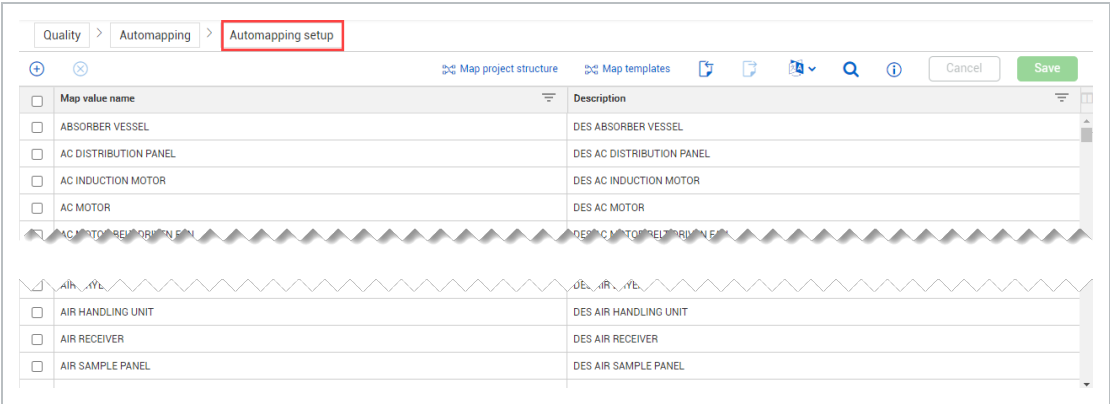 Quality > Automapping > Automapping setup
Map project structure Map templates Cancel Save
Map value name Description
ABSORBER VESSEL DES ABSORBER VESSEL
AC DISTRIBUTION PANEL DES AC DISTRIBUTION PANEL
AC INDUCTION MOTOR DES AC INDUCTION MOTOR
AC MOTOR DES AC MOTOR
AIR HANDLING UNIT DES AIR HANDLING UNIT
AIR RECEIVER DES AIR RECEIVER
AIR SAMPLE PANEL DES AIR SAMPLE PANEL